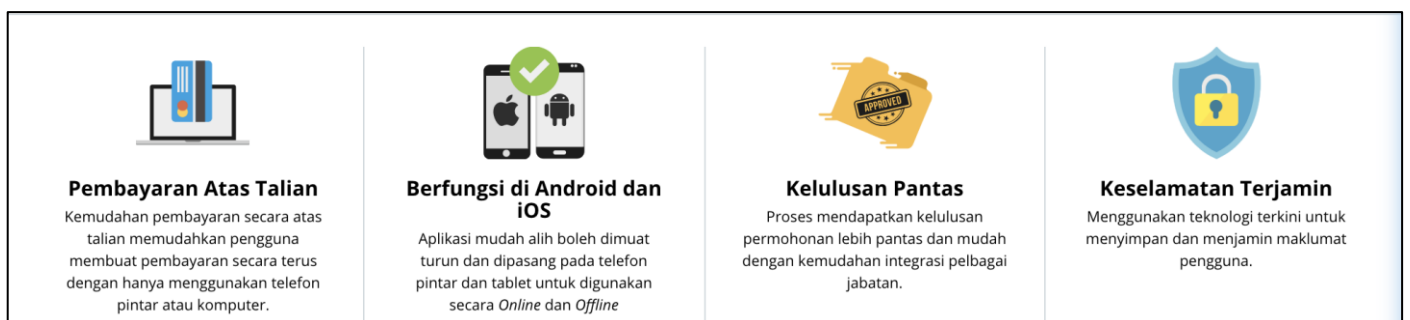 Pembayaran Atas Talian
Kemudahan pembayaran secara atas
talian memudahkan pengguna
membuat pembayaran secara terus
dengan hanya menggunakan telefon
pintar atau komputer.
Berfungsi di Android dan
iOS
Aplikasi mudah alih boleh dimuat
turun dan dipasang pada telefon
pintar dan tablet untuk digunakan
secara Online dan Offline
APPROVED
Kelulusan Pantas
Proses mendapatkan kelulusan
permohonan lebih pantas dan mudah
dengan kemudahan integrasi pelbagai
jabatan.
Keselamatan Terjamin
Menggunakan teknologi terkini untuk
menyimpan dan menjamin maklumat
pengguna.